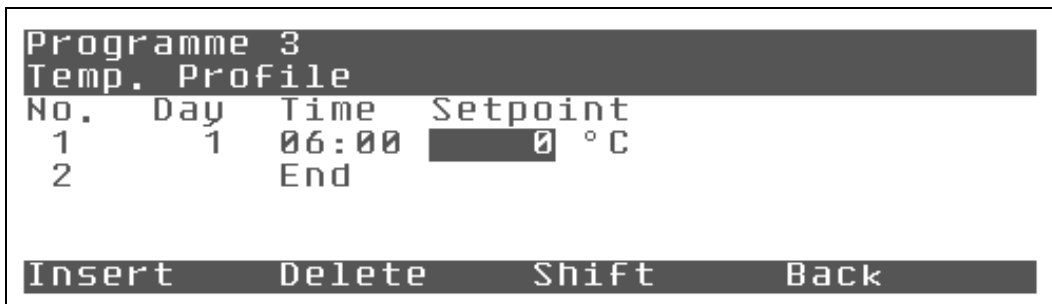 Programme 3
Temp. Profile
No. Day Time Setpoint
1 1 06:00 0 °C
2 End
Insert Delete Shift Back